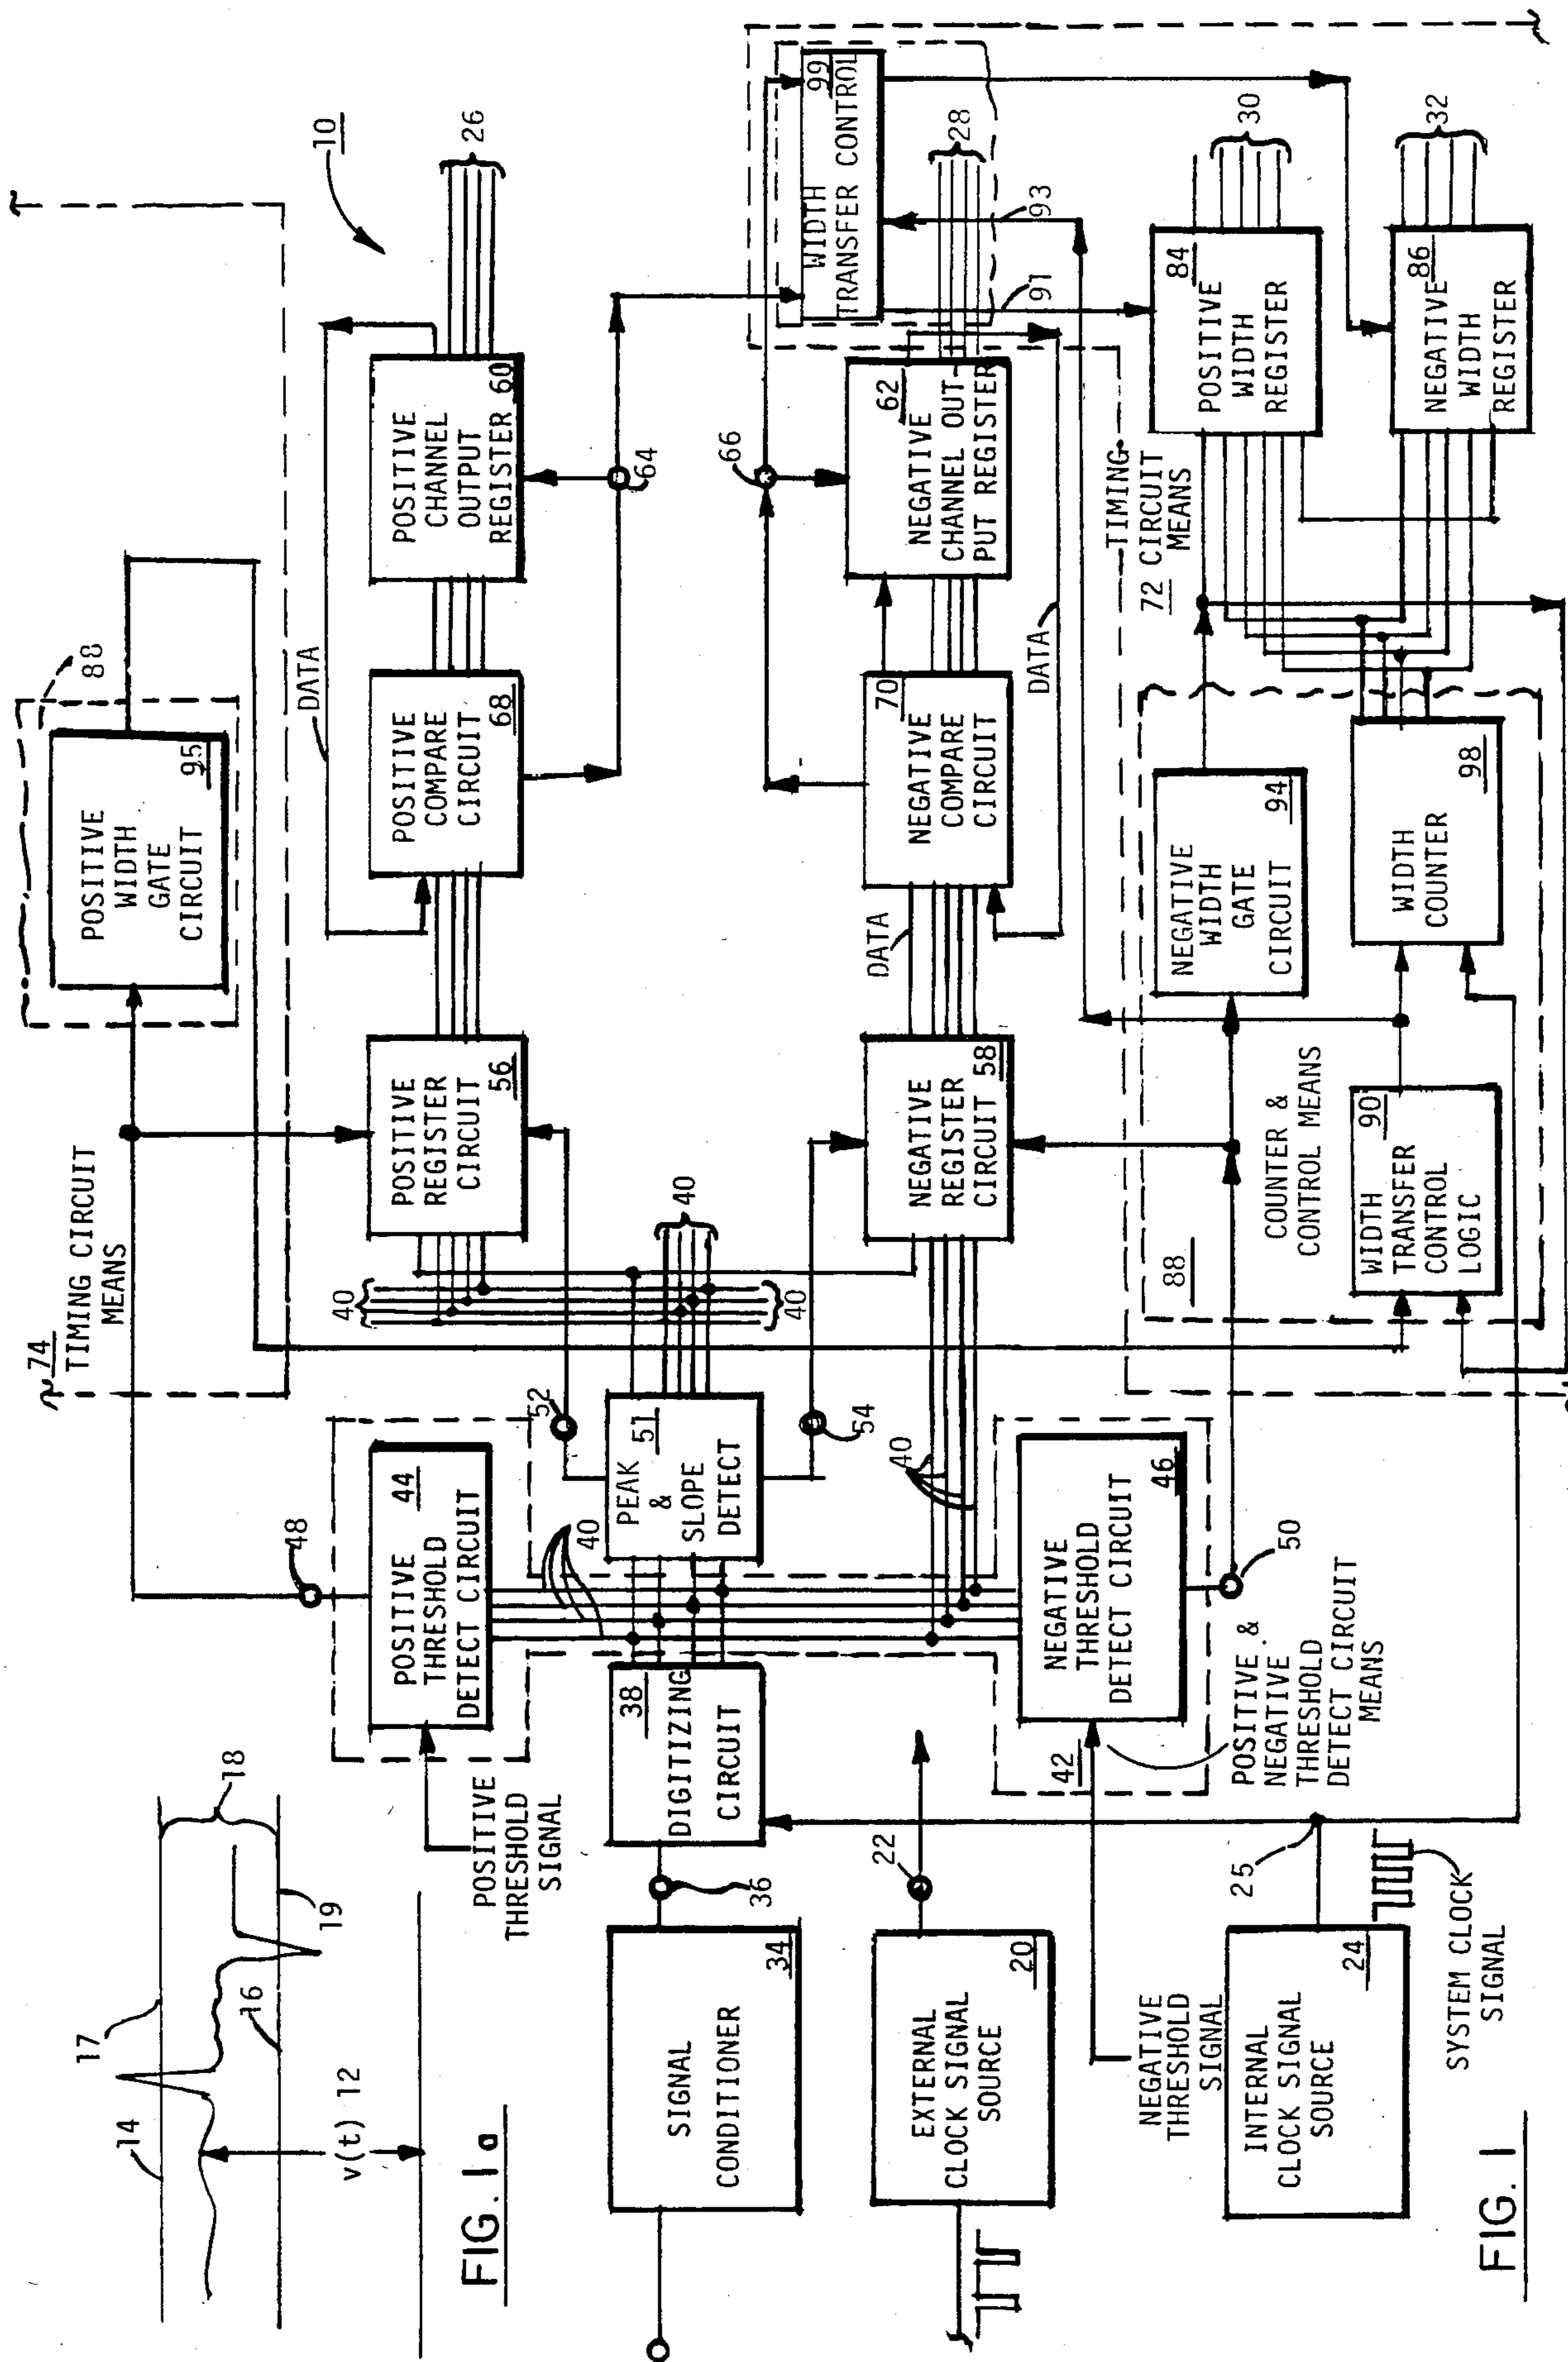 FIG. 1a
14
17
18
16
19
v(t) 12
74
TIMING CIRCUIT
MEANS
88
POSITIVE
WIDTH
GATE
CIRCUIT
95
10
48
POSITIVE
THRESHOLD
DETECT CIRCUIT
44
POSITIVE
THRESHOLD
SIGNAL
POSITIVE
REGISTER
CIRCUIT
56
DATA
POSITIVE
COMPARE
CIRCUIT
68
POSITIVE
CHANNEL
OUTPUT
REGISTER
60
26
64
40
40
40
40
52
PEAK
&
SLOPE
DETECT
51
54
SIGNAL
CONDITIONER
34
36
38
DIGITIZING
CIRCUIT
40
EXTERNAL
CLOCK SIGNAL
SOURCE
20
22
NEGATIVE
REGISTER
CIRCUIT
58
DATA
NEGATIVE
COMPARE
CIRCUIT
70
DATA
66
NEGATIVE
CHANNEL OUT-
PUT REGISTER
62
28
WIDTH
TRANSFER CONTROL
99
91
93
42
NEGATIVE
THRESHOLD
DETECT CIRCUIT
46
50
POSITIVE &
NEGATIVE
THRESHOLD
DETECT CIRCUIT
MEANS
NEGATIVE
THRESHOLD
SIGNAL
INTERNAL
CLOCK SIGNAL
SOURCE
24
25
SYSTEM CLOCK
SIGNAL
88
COUNTER &
CONTROL MEANS
90
WIDTH
TRANSFER
CONTROL
LOGIC
NEGATIVE
WIDTH
GATE
CIRCUIT
94
WIDTH
COUNTER
98
TIMING
72 CIRCUIT
MEANS
84
POSITIVE
WIDTH
REGISTER
30
86
NEGATIVE
WIDTH
REGISTER
32
FIG. 1